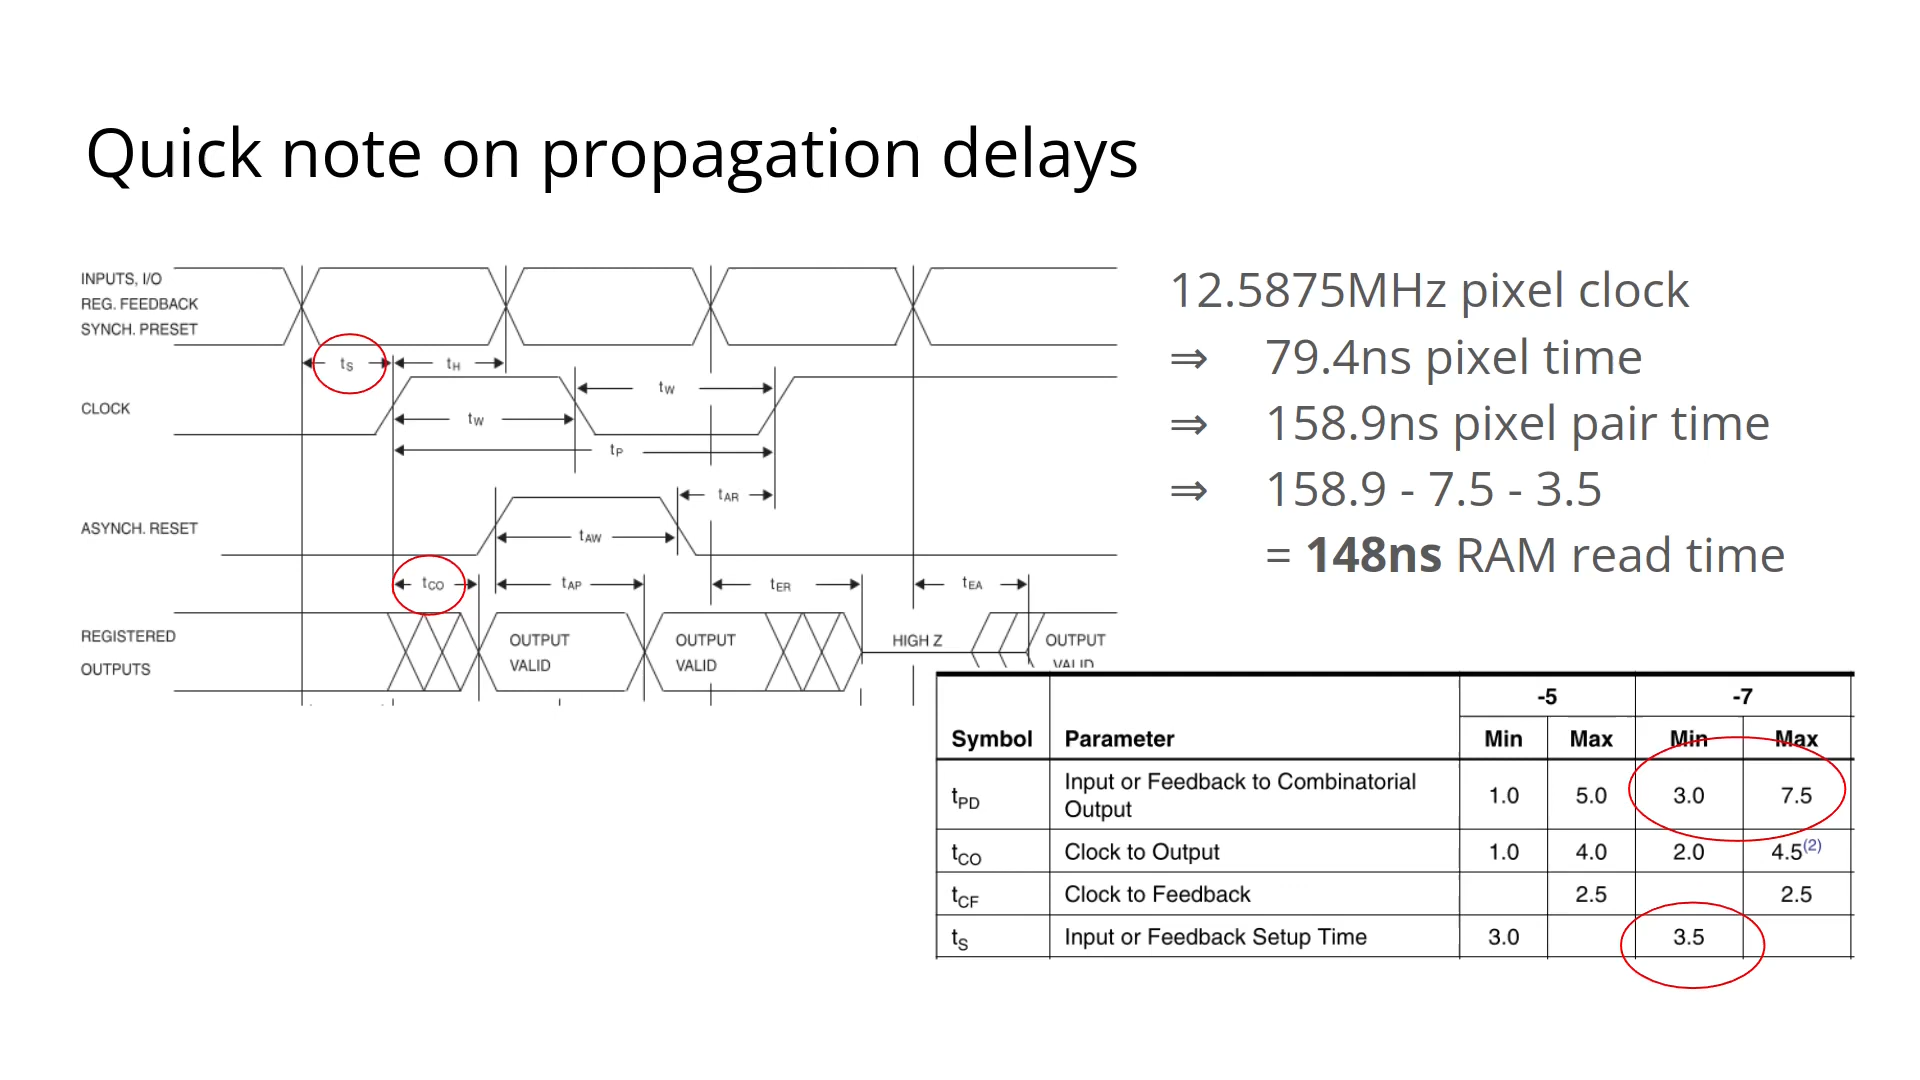 Quick note on propagation delays
INPUTS, I/O
REG. FEEDBACK
SYNCH. PRESET
tS
tH
tW
CLOCK
tW
tP
tAR
ASYNCH. RESET
tAW
tCO
tAP
tER
tEA
REGISTERED
OUTPUTS
OUTPUT
VALID
OUTPUT
VALID
HIGH Z
OUTPUT
VALID
12.5875MHz pixel clock
⇒ 79.4ns pixel time
⇒ 158.9ns pixel pair time
⇒ 158.9 - 7.5 - 3.5
= 148ns RAM read time
-5 -7
Symbol Parameter Min Max Min Max
tPD Input or Feedback to Combinatorial
Output 1.0 5.0 3.0 7.5
tCO Clock to Output 1.0 4.0 2.0 4.5(2)
tCF Clock to Feedback 2.5 2.5
tS Input or Feedback Setup Time 3.0 3.5